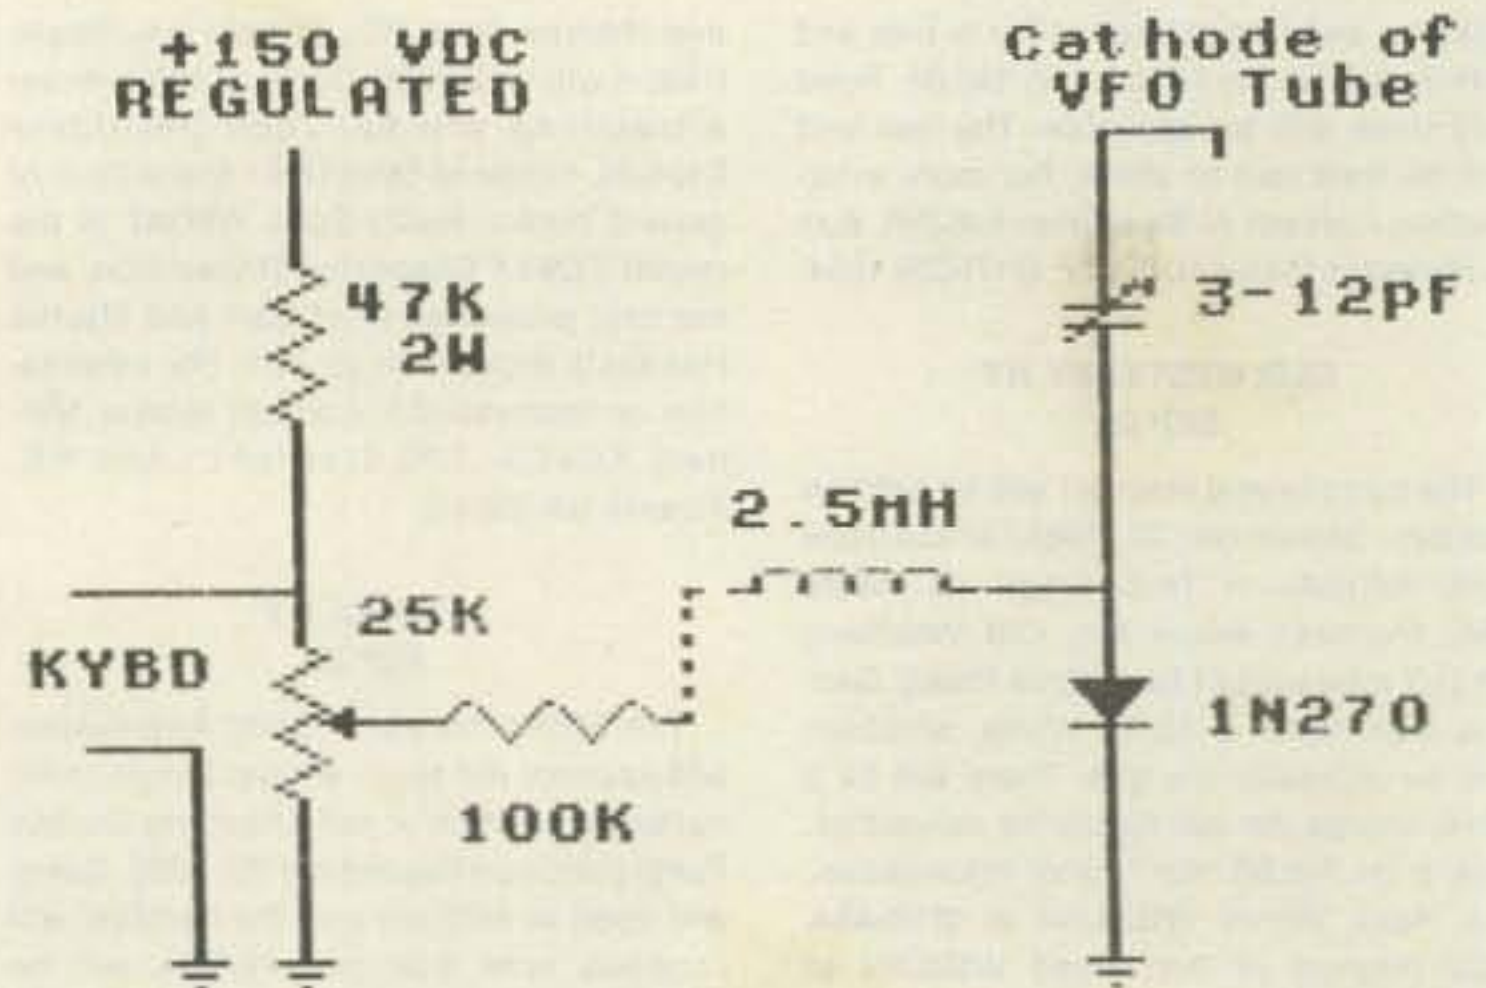 +150 VDC
REGULATED
Cathode of
VFO Tube
47K
2W
3-12pF
2.5mH
25K
KYBD
1N270
100K